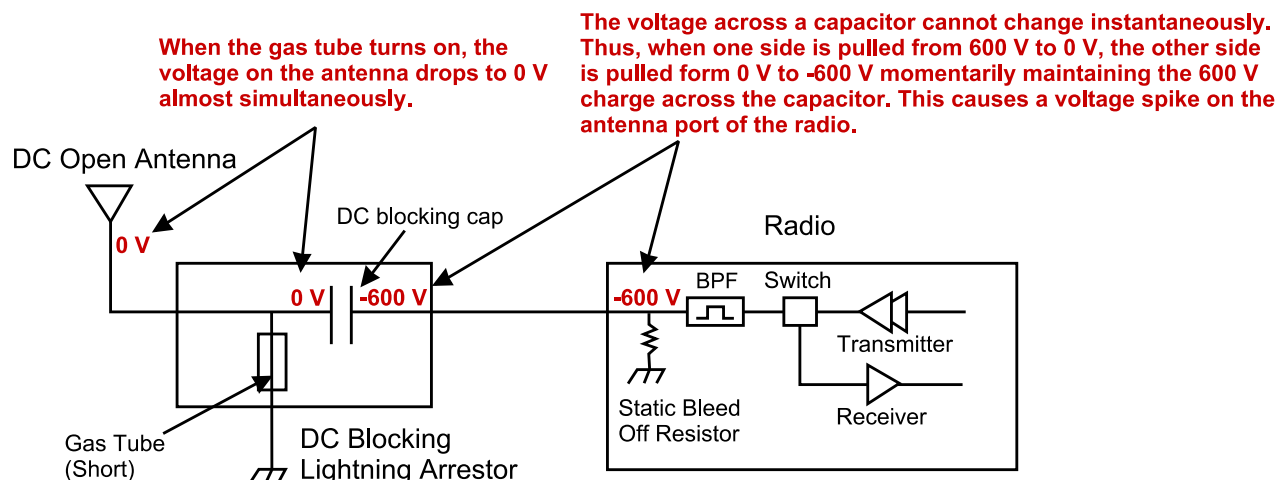 The voltage across a capacitor cannot change instantaneously.
Thus, when one side is pulled from 600 V to 0 V, the other side
is pulled form 0 V to -600 V momentarily maintaining the 600 V
charge across the capacitor. This causes a voltage spike on the
antenna port of the radio.
When the gas tube turns on, the
voltage on the antenna drops to 0 V
almost simultaneously.
DC Open Antenna
0 V
DC blocking cap
0 V
-600 V
Radio
-600 V
BPF
Switch
Transmitter
Receiver
Static Bleed
Off Resistor
Gas Tube
(Short)
DC Blocking
Lightning Arrestor